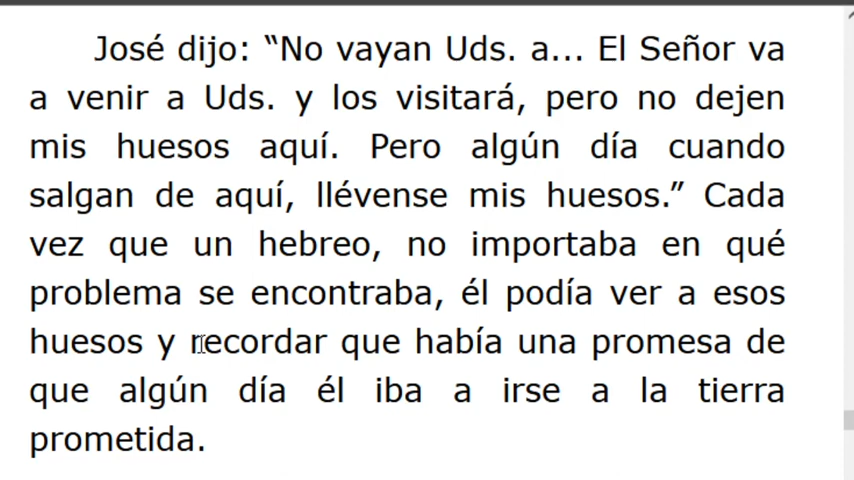 José dijo: “No vayan Uds. a... El Señor va
a venir a Uds. y los visitará, pero no dejen
mis huesos aquí. Pero algún día cuando
salgan de aquí, llévense mis huesos.” Cada
vez que un hebreo, no importaba en qué
problema se encontraba, él podía ver a esos
huesos y recordar que había una promesa de
que algún día él iba a irse a la tierra
prometida.